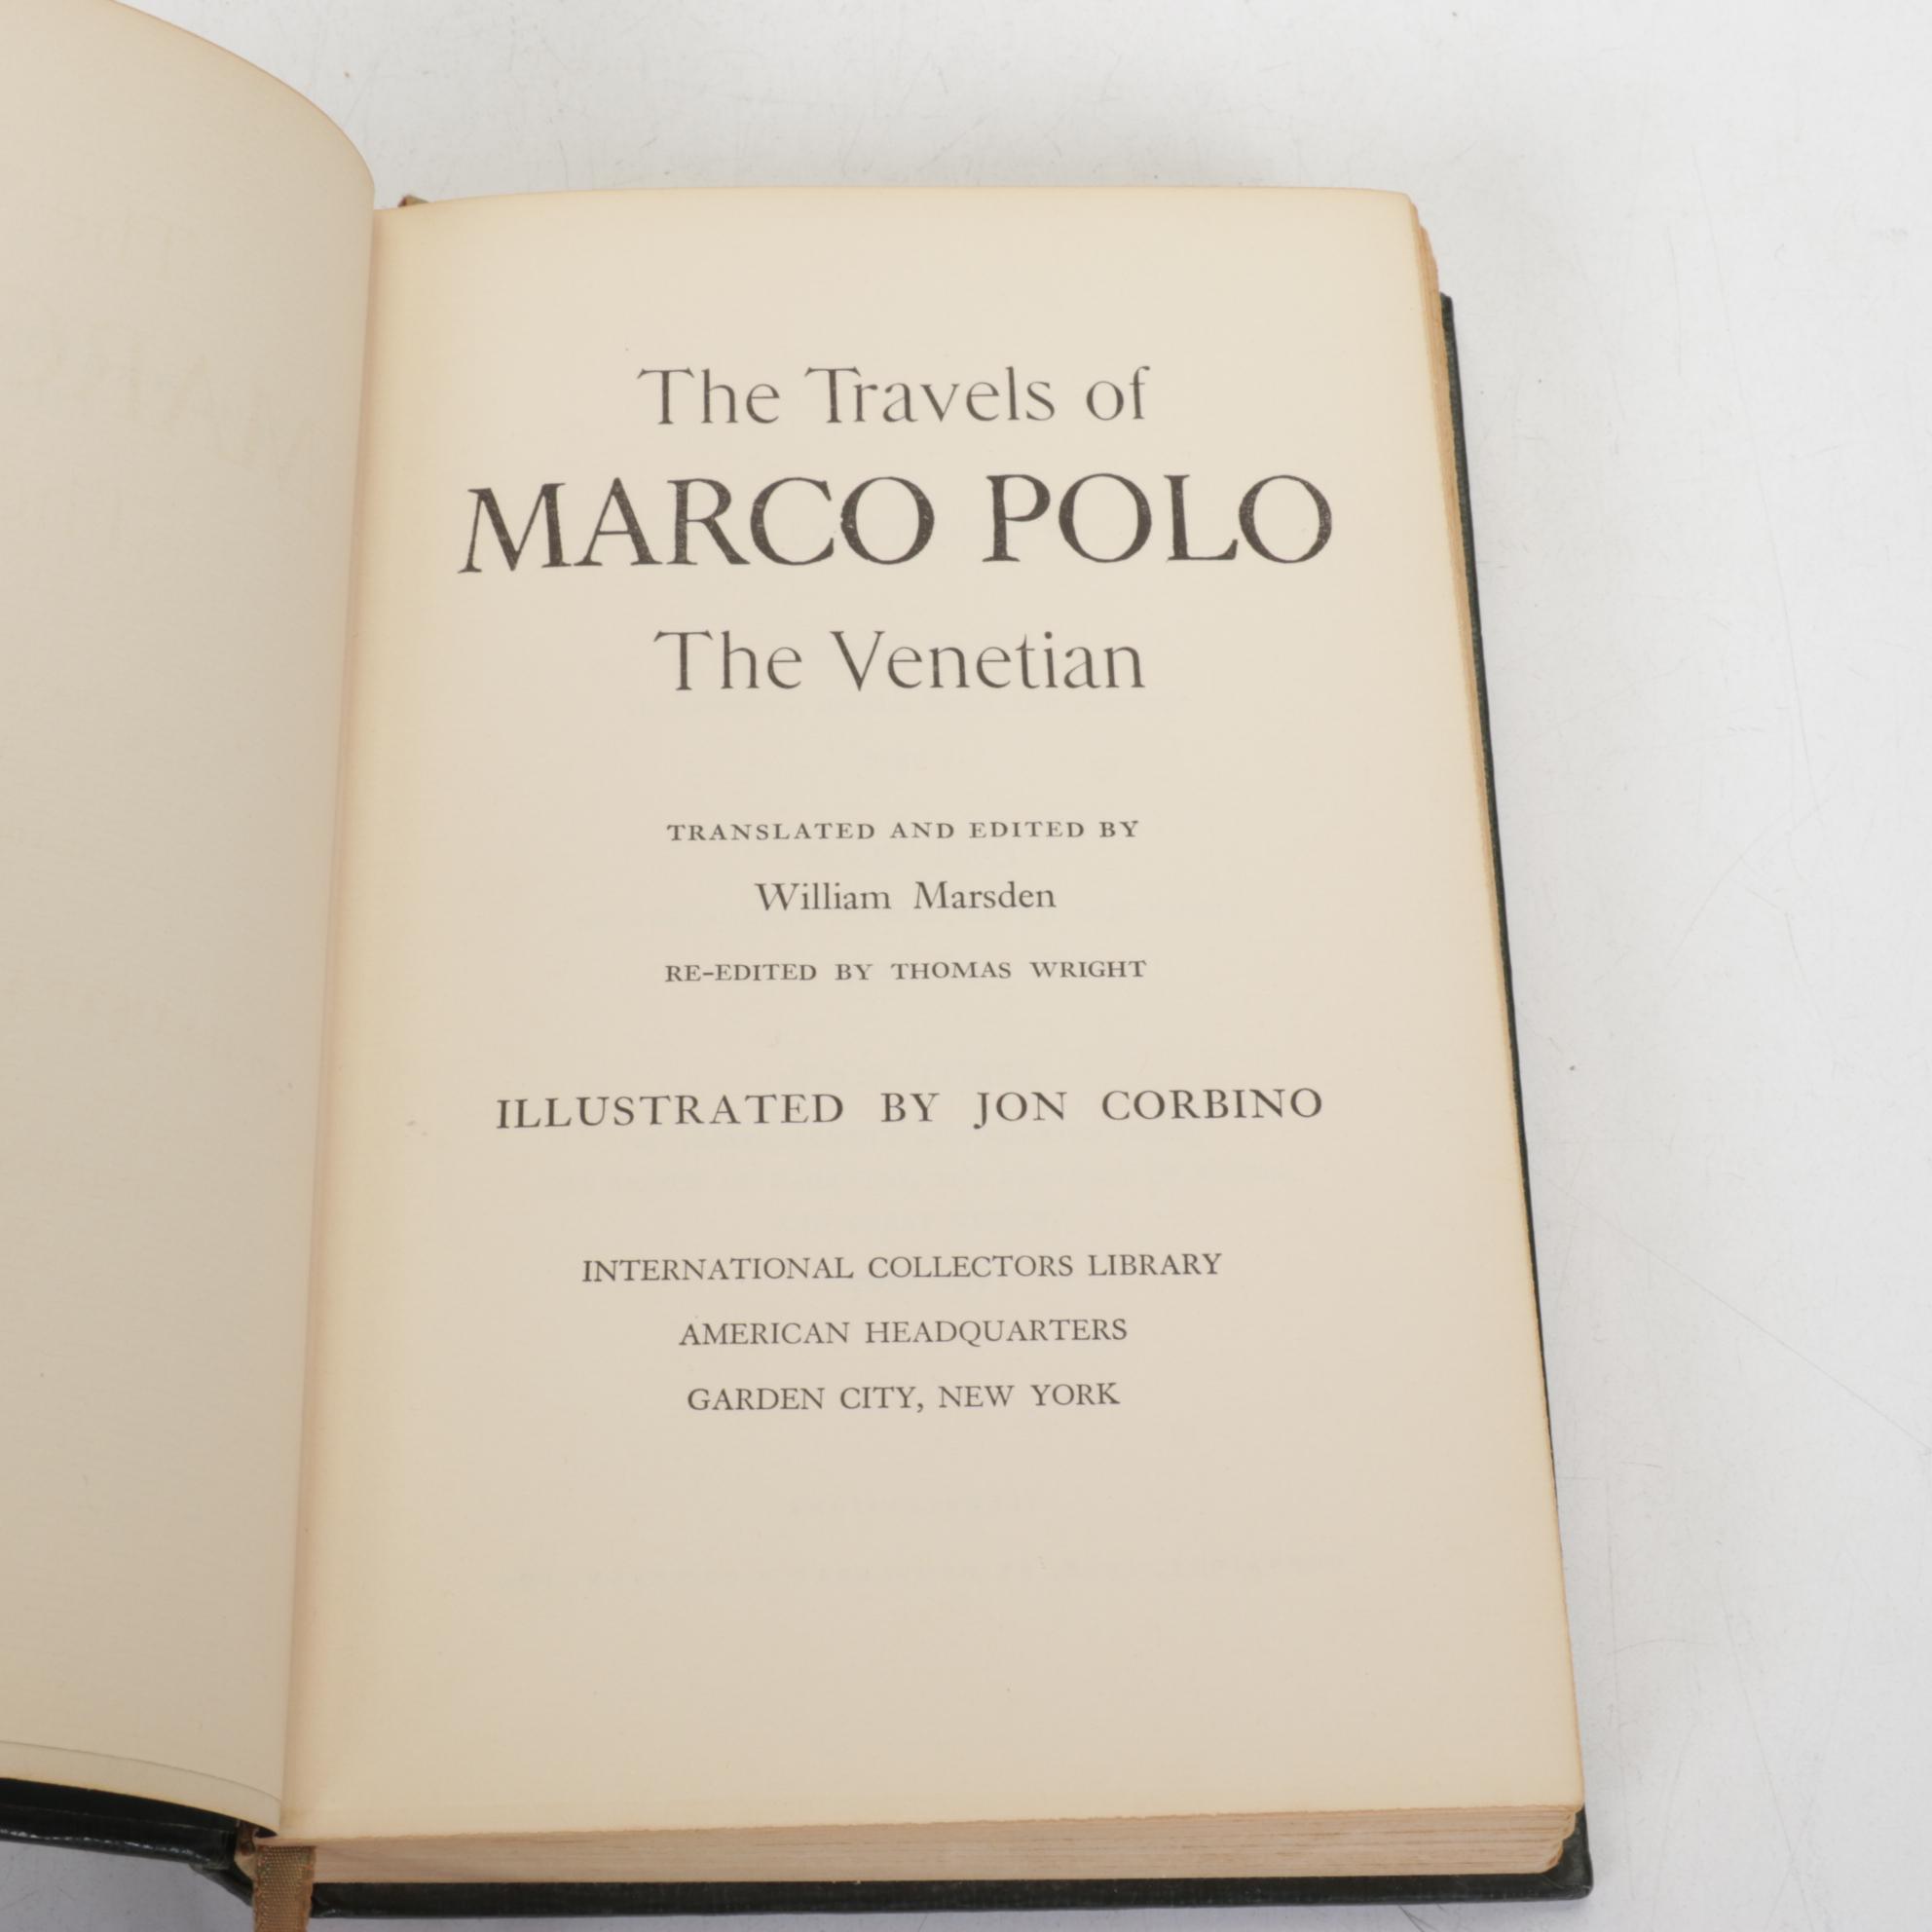 The Travels of
MARCO POLO
The Venetian
TRANSLATED AND EDITED BY
William Marsden
RE-EDITED BY THOMAS WRIGHT
ILLUSTRATED BY JON CORBINO
INTERNATIONAL COLLECTORS LIBRARY
AMERICAN HEADQUARTERS
GARDEN CITY, NEW YORK